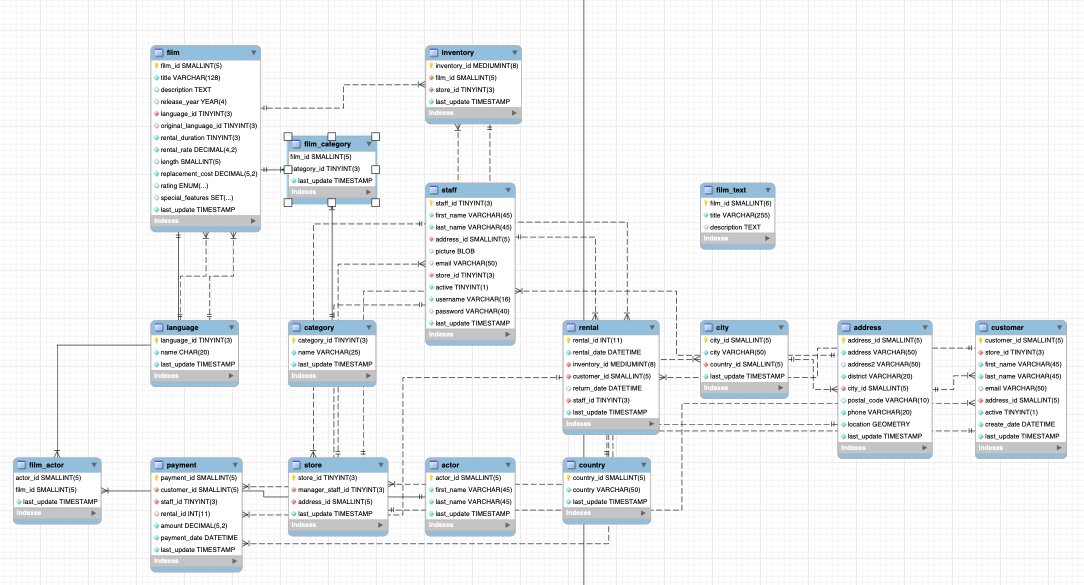 film
film_id SMALLINT(5)
title VARCHAR(128)
description TEXT
release_year YEAR(4)
language_id TINYINT(3)
original_language_id TINYINT(3)
rental_duration TINYINT(3)
rental_rate DECIMAL(4,2)
length SMALLINT(5)
replacement_cost DECIMAL(5,2)
rating ENUM(...)
special_features SET(...)
last_update TIMESTAMP
Indexes
inventory
inventory_id MEDIUMINT(8)
film_id SMALLINT(5)
store_id TINYINT(3)
last_update TIMESTAMP
Indexes
film_category
film_id SMALLINT(5)
category_id TINYINT(3)
last_update TIMESTAMP
Indexes
staff
staff_id TINYINT(3)
first_name VARCHAR(45)
last_name VARCHAR(45)
address_id SMALLINT(5)
picture BLOB
email VARCHAR(50)
store_id TINYINT(3)
active TINYINT(1)
username VARCHAR(16)
password VARCHAR(40)
last_update TIMESTAMP
Indexes
film_text
film_id SMALLINT(6)
title VARCHAR(255)
description TEXT
Indexes
language
language_id TINYINT(3)
name CHAR(20)
last_update TIMESTAMP
Indexes
category
category_id TINYINT(3)
name VARCHAR(25)
last_update TIMESTAMP
Indexes
rental
rental_id INT(11)
rental_date DATETIME
inventory_id MEDIUMINT(8)
customer_id SMALLINT(5)
return_date DATETIME
staff_id TINYINT(3)
last_update TIMESTAMP
Indexes
city
city_id SMALLINT(5)
city VARCHAR(50)
country_id SMALLINT(5)
last_update TIMESTAMP
Indexes
address
address_id SMALLINT(5)
address VARCHAR(50)
address2 VARCHAR(50)
district VARCHAR(20)
city_id SMALLINT(5)
postal_code VARCHAR(10)
phone VARCHAR(20)
location GEOMETRY
last_update TIMESTAMP
Indexes
customer
customer_id SMALLINT(5)
store_id TINYINT(3)
first_name VARCHAR(45)
last_name VARCHAR(45)
email VARCHAR(50)
address_id SMALLINT(5)
active TINYINT(1)
create_date DATETIME
last_update TIMESTAMP
Indexes
film_actor
actor_id SMALLINT(5)
film_id SMALLINT(5)
last_update TIMESTAMP
Indexes
payment
payment_id SMALLINT(5)
customer_id SMALLINT(5)
staff_id TINYINT(3)
rental_id INT(11)
amount DECIMAL(5,2)
payment_date DATETIME
last_update TIMESTAMP
Indexes
store
store_id TINYINT(3)
manager_staff_id TINYINT(3)
address_id SMALLINT(5)
last_update TIMESTAMP
Indexes
actor
actor_id SMALLINT(5)
first_name VARCHAR(45)
last_name VARCHAR(45)
last_update TIMESTAMP
Indexes
country
country_id SMALLINT(5)
country VARCHAR(50)
last_update TIMESTAMP
Indexes